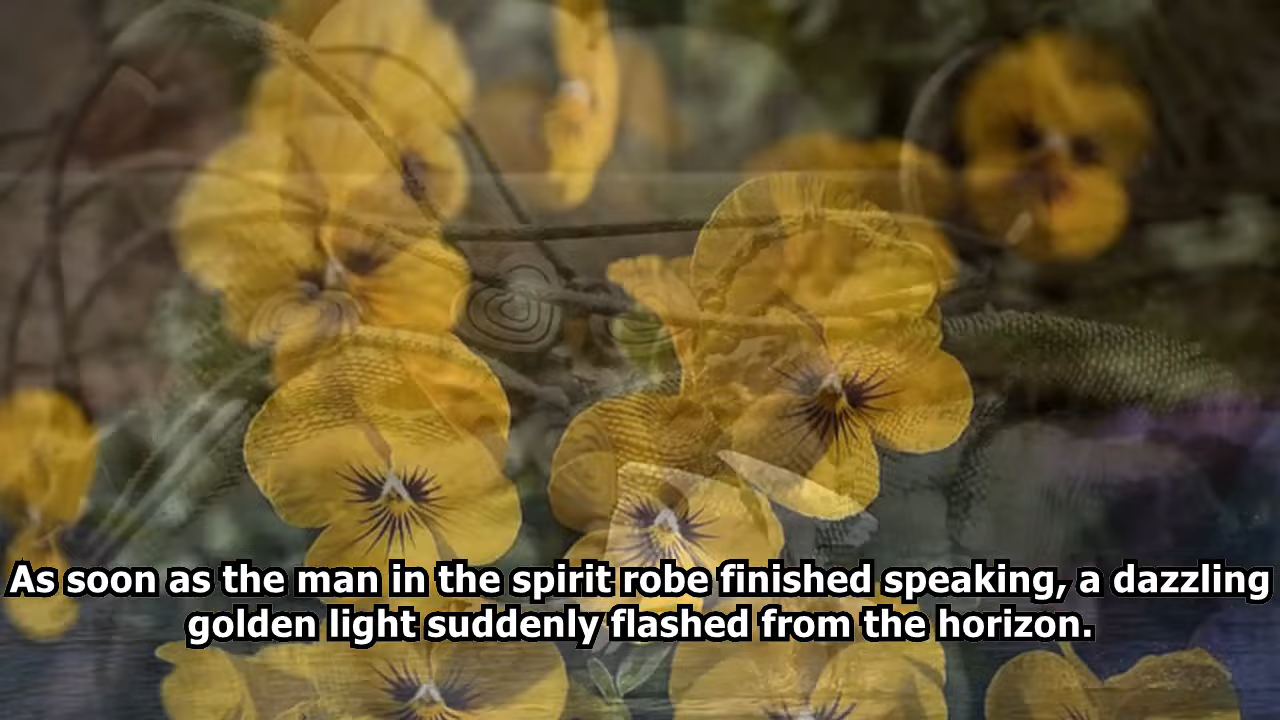 As soon as the man in the spirit robe finished speaking, a dazzling
golden light suddenly flashed from the horizon.